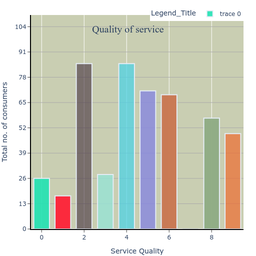 Legend_Title
trace 0
Quality of service
104
91
78
65
52
39
26
13
0
Total no. of consumers
0
2
4
6
8
Service Quality